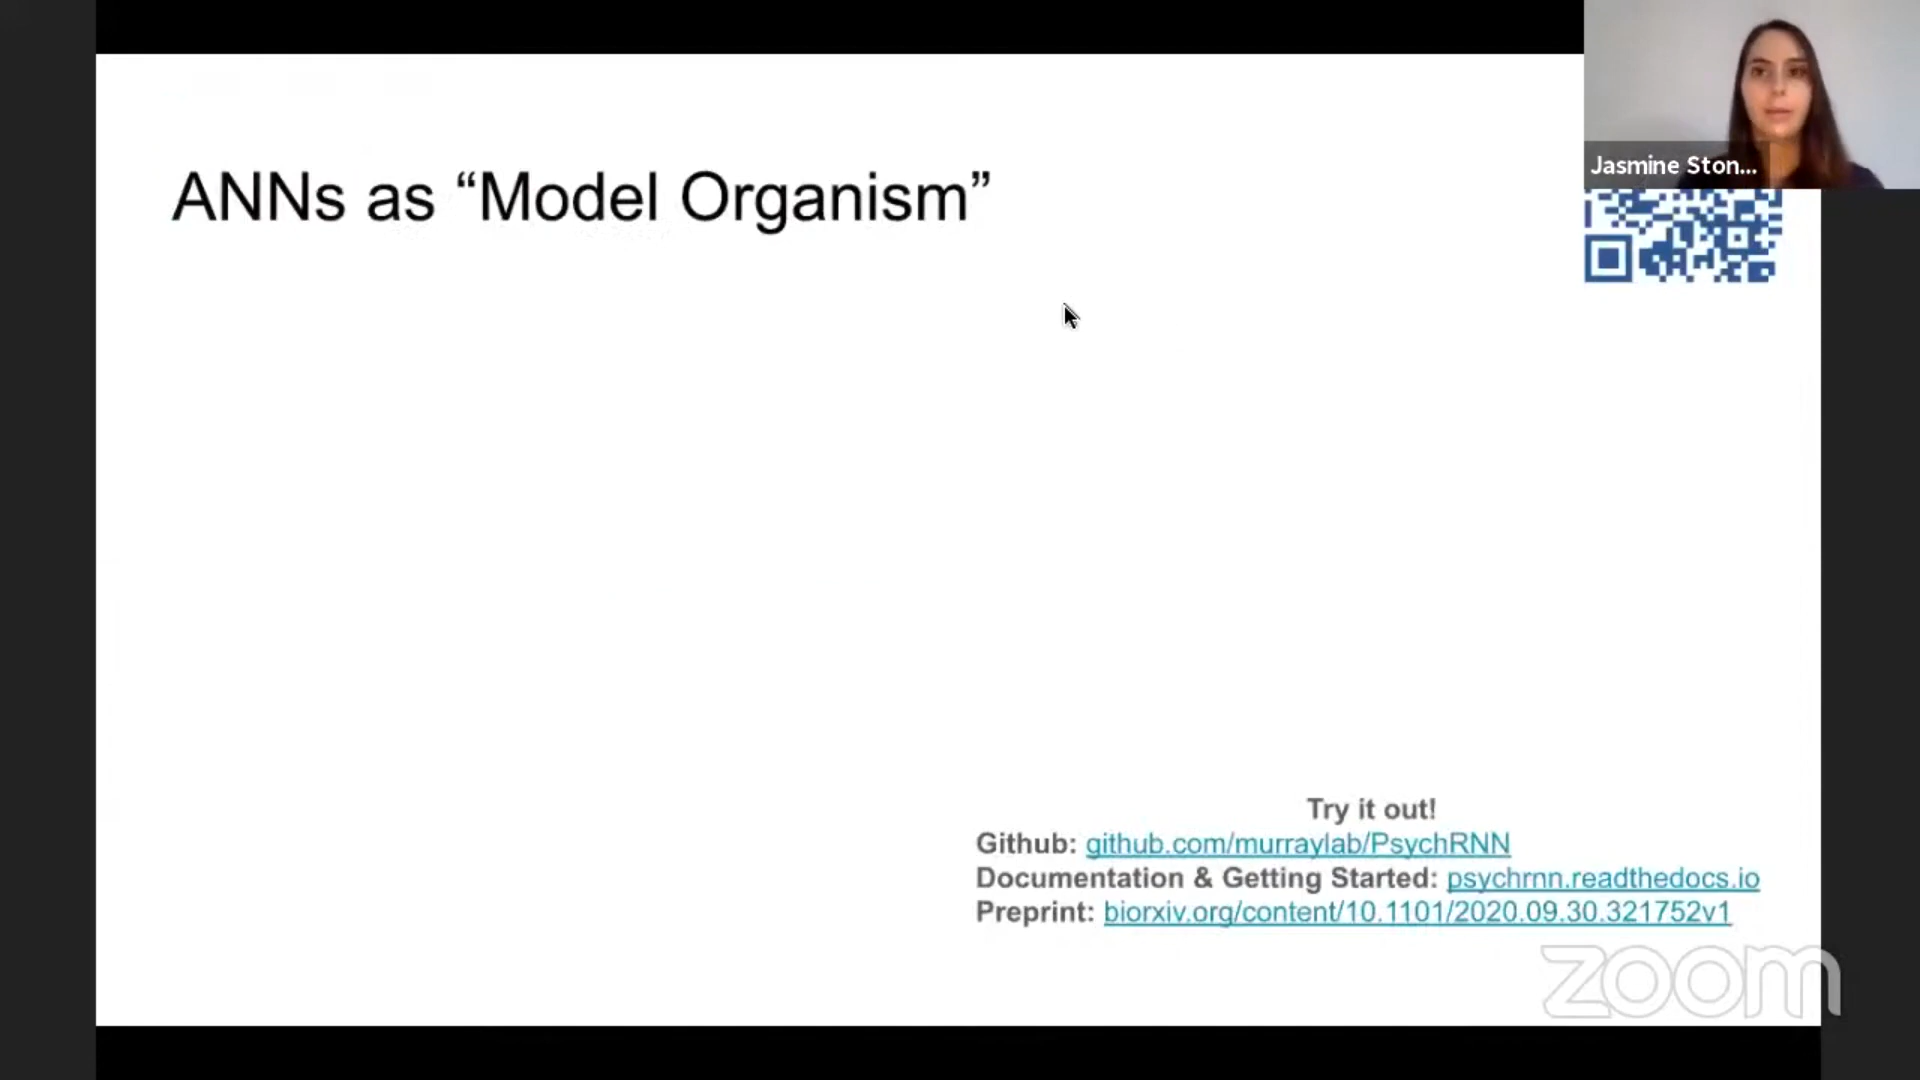 Jasmine Ston...
ANNs as “Model Organism”
Try it out!
Github: github.com/murraylab/PsychRNN
Documentation & Getting Started: psychrnn.readthedocs.io
Preprint: biorxiv.org/content/10.1101/2020.09.30.321752v1
zoom